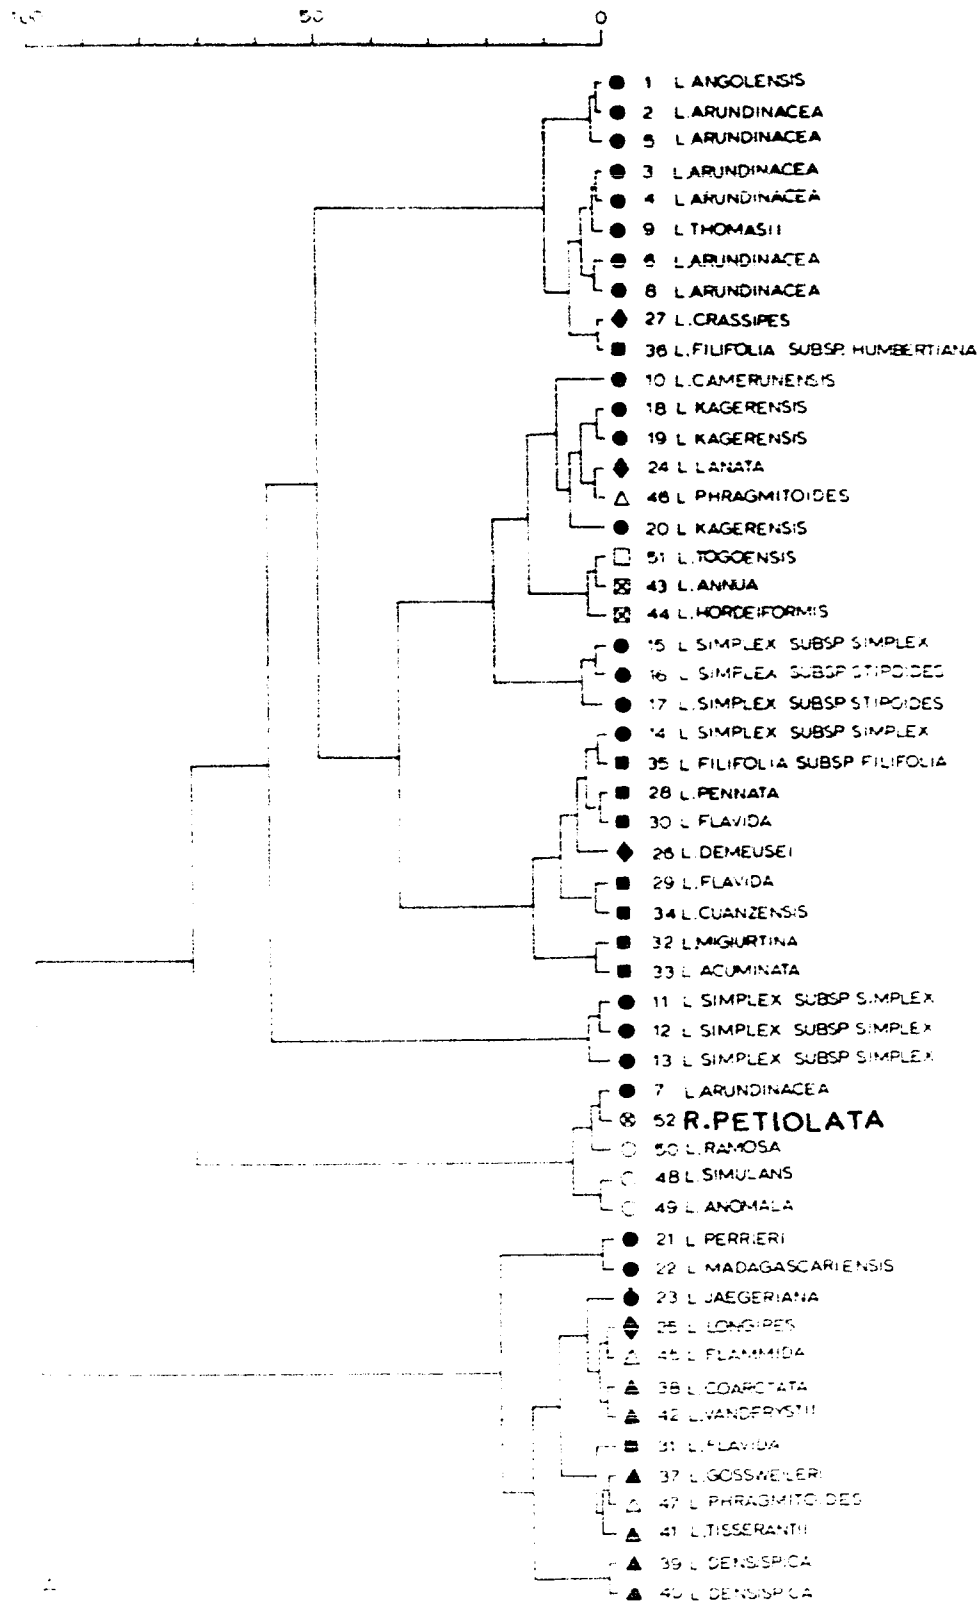 100 50 0
1 L. ANGOLENSIS
2 L. ARUNDINACEA
5 L. ARUNDINACEA
3 L. ARUNDINACEA
4 L. ARUNDINACEA
9 L. THOMASII
6 L. ARUNDINACEA
8 L. ARUNDINACEA
27 L. CRASSIPES
36 L. FILIFOLIA SUBSP. HUMBERTIANA
10 L. CAMERUNENSIS
18 L. KAGERENSIS
19 L. KAGERENSIS
24 L. LANATA
46 L. PHRAGMITOIDES
20 L. KAGERENSIS
51 L. TOGOENSIS
43 L. ANNUA
44 L. HORDEIFORMIS
15 L. SIMPLEX SUBSP SIMPLEX
16 L. SIMPLEX SUBSP STIPOIDES
17 L. SIMPLEX SUBSP STIPOIDES
14 L. SIMPLEX SUBSP SIMPLEX
35 L. FILIFOLIA SUBSP FILIFOLIA
28 L. PENNATA
30 L. FLAVIDA
26 L. DEMEUSEI
29 L. FLAVIDA
34 L. CUANZENSIS
32 L. MIGIURTINA
33 L. ACUMINATA
11 L. SIMPLEX SUBSP SIMPLEX
12 L. SIMPLEX SUBSP SIMPLEX
13 L. SIMPLEX SUBSP SIMPLEX
7 L. ARUNDINACEA
52 R. PETIOLATA
50 L. RAMOSA
48 L. SIMULANS
49 L. ANOMALA
21 L. PERRIERI
22 L. MADAGASCARIENSIS
23 L. JAEGERIANA
25 L. LONGIPES
45 L. FLAMMIDA
38 L. COARCTATA
42 L. VANDERYSTII
31 L. FLAVIDA
37 L. GOSSWEILERI
47 L. PHRAGMITOIDES
41 L. TISSERANTII
39 L. DENSISPICA
40 L. DENSISPICA